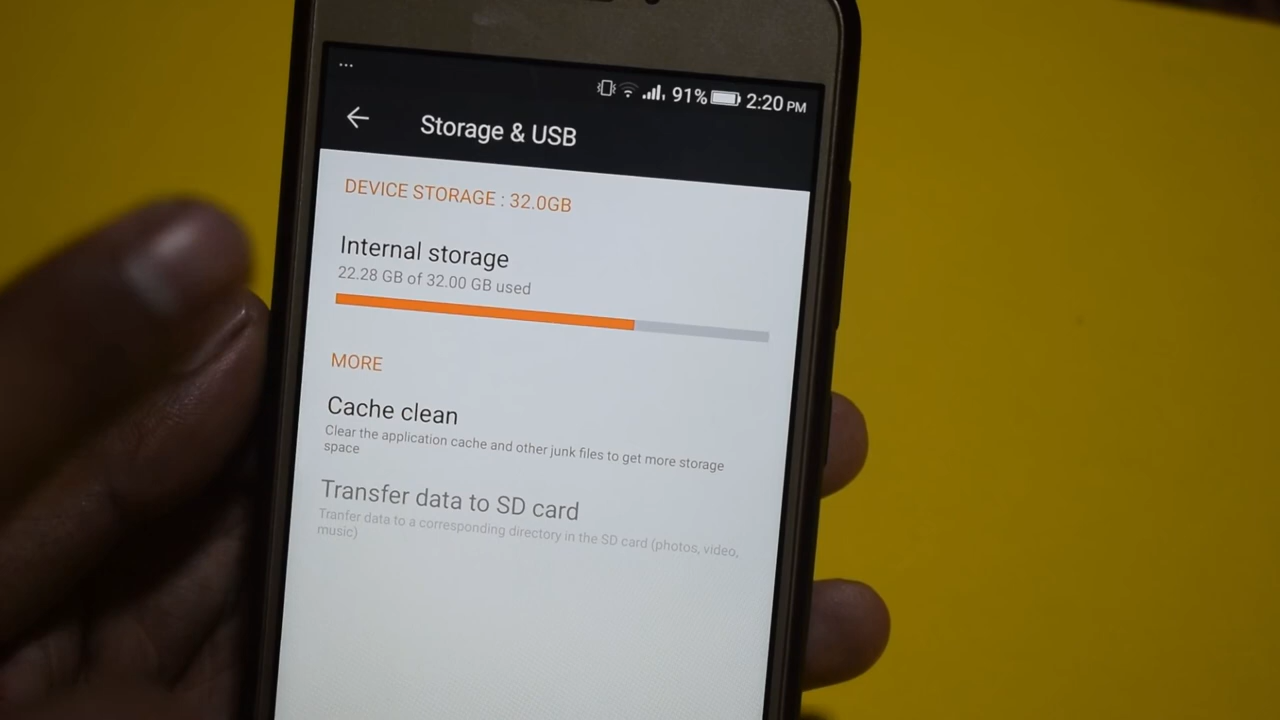 ...
91% 2:20 PM
Storage & USB
DEVICE STORAGE : 32.0GB
Internal storage
22.28 GB of 32.00 GB used
MORE
Cache clean
Clear the application cache and other junk files to get more storage
space
Transfer data to SD card
Tranfer data to a corresponding directory in the SD card (photos, video,
music)